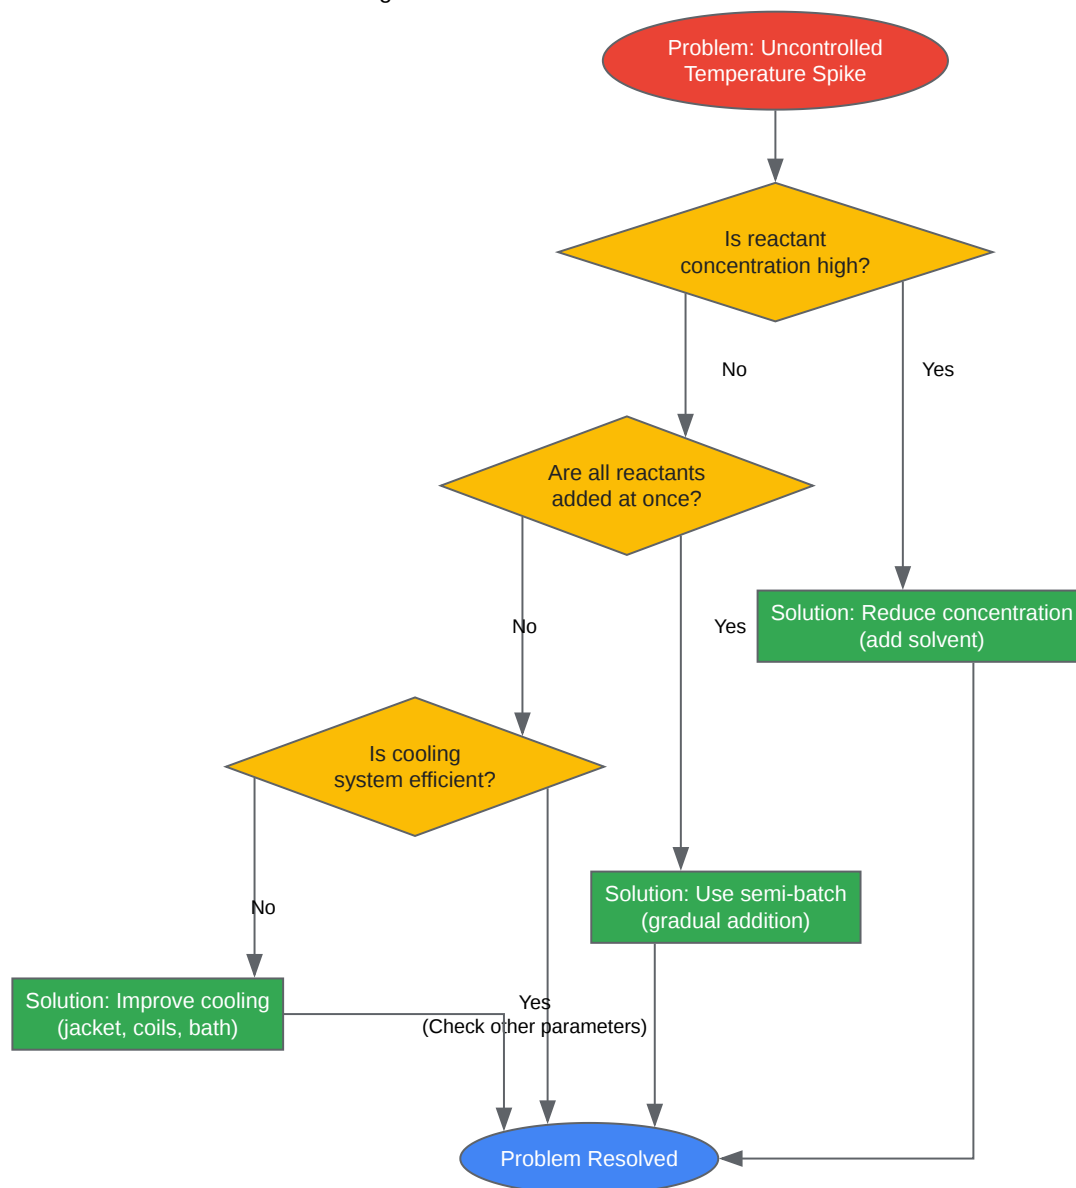 Problem: Uncontrolled
Temperature Spike
Is reactant
concentration high?
No
Yes
Are all reactants
added at once?
No
Yes
Solution: Reduce concentration
(add solvent)
Is cooling
system efficient?
No
Solution: Use semi-batch
(gradual addition)
Solution: Improve cooling
(jacket, coils, bath)
Yes
(Check other parameters)
Problem Resolved